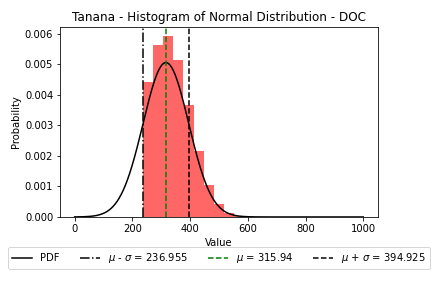 Tanana - Histogram of Normal Distribution - DOC
0.006
0.005
0.004
0.003
0.002
0.001
0.000
Probability
0 200 400 600 800 1000
Value
PDF μ - σ = 236.955 μ = 315.94 μ + σ = 394.925